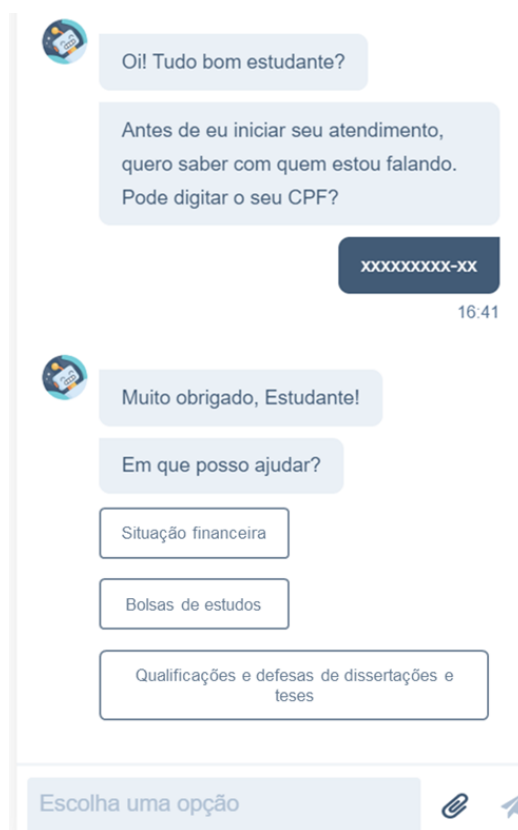 Oi! Tudo bom estudante?
Antes de eu iniciar seu atendimento,
quero saber com quem estou falando.
Pode digitar o seu CPF?
xxxxxxxxx-xx
16:41
Muito obrigado, Estudante!
Em que posso ajudar?
Situação financeira
Bolsas de estudos
Qualificações e defesas de dissertações e
teses
Escolha uma opção